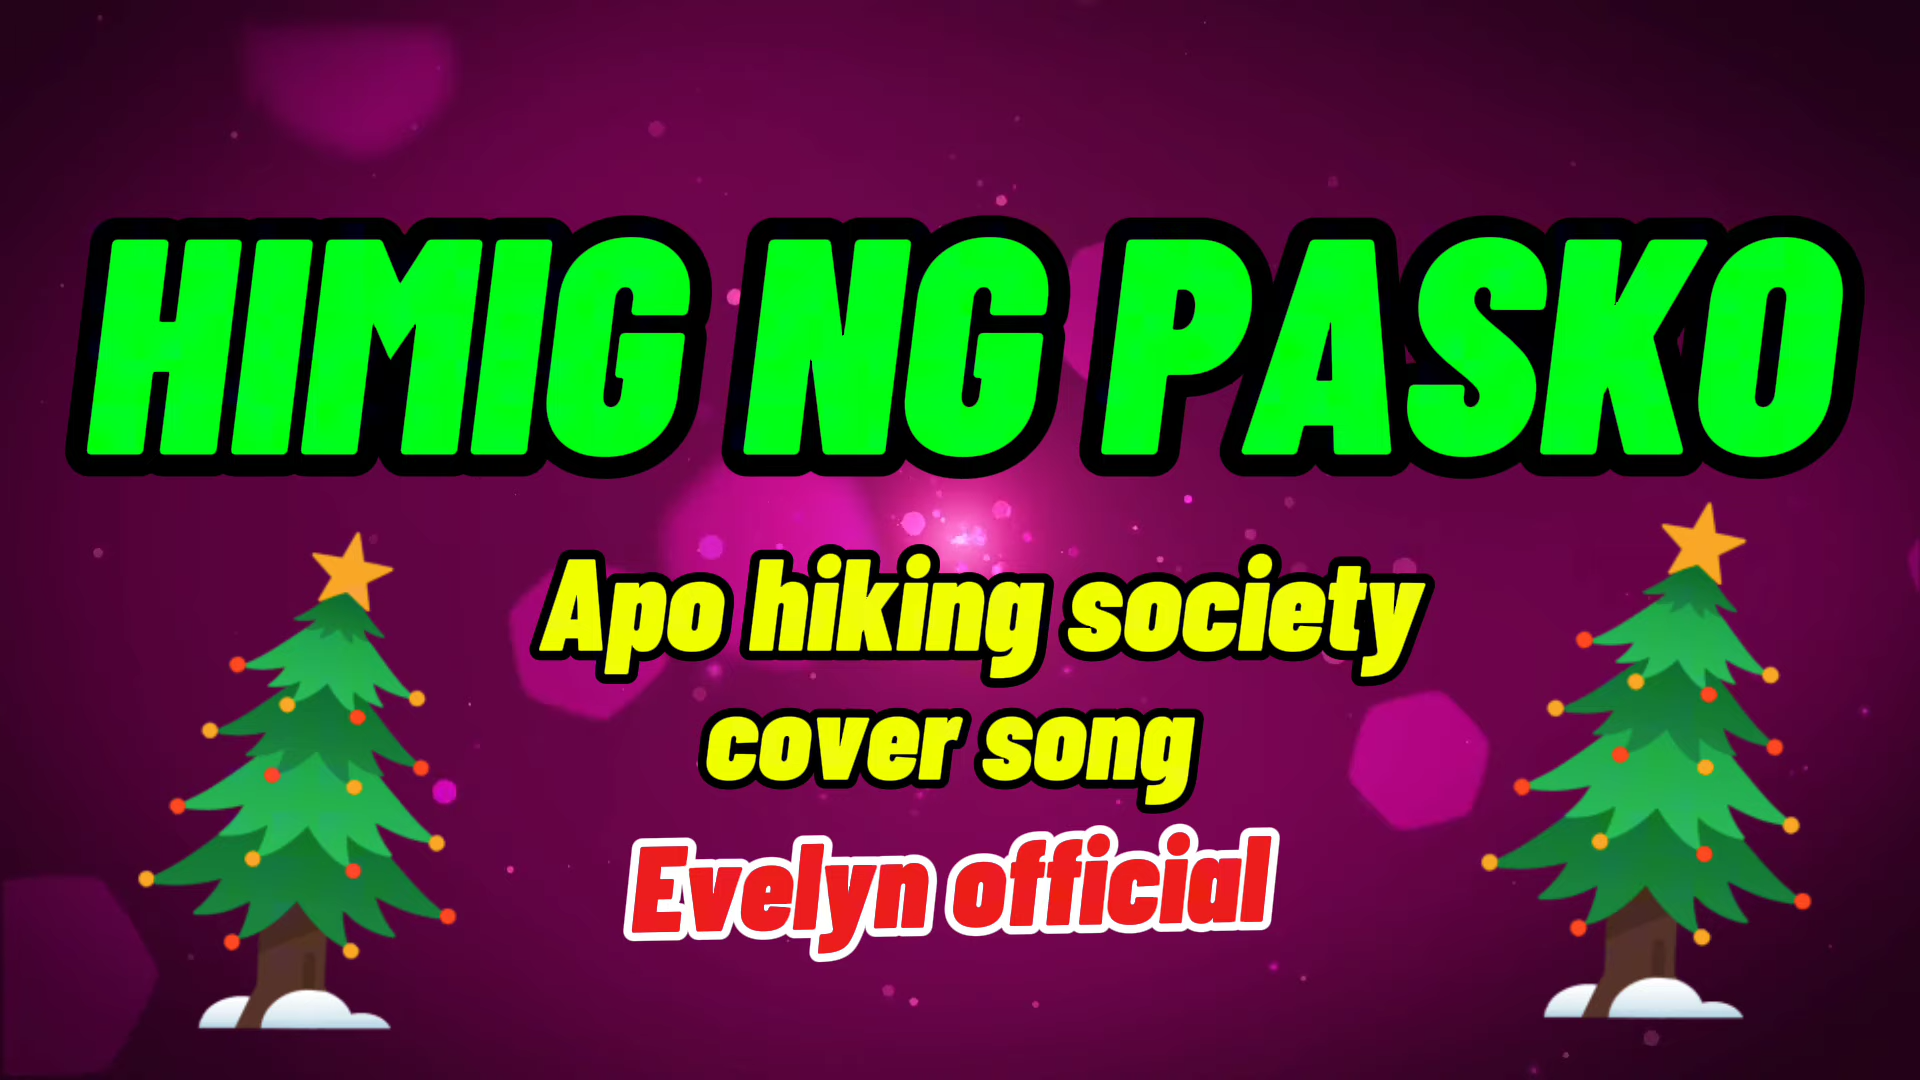 HIMIG NG PASKO
Apo hiking society
cover song
Evelyn official